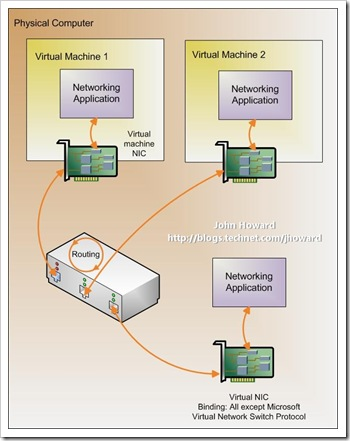 Physical Computer
Virtual Machine 1
Networking
Application
Virtual
machine
NIC
Virtual Machine 2
Networking
Application
John Howard
http://blogs.technet.com/jhoward
Routing
Networking
Application
Virtual NIC
Binding: All except Microsoft
Virtual Network Switch Protocol